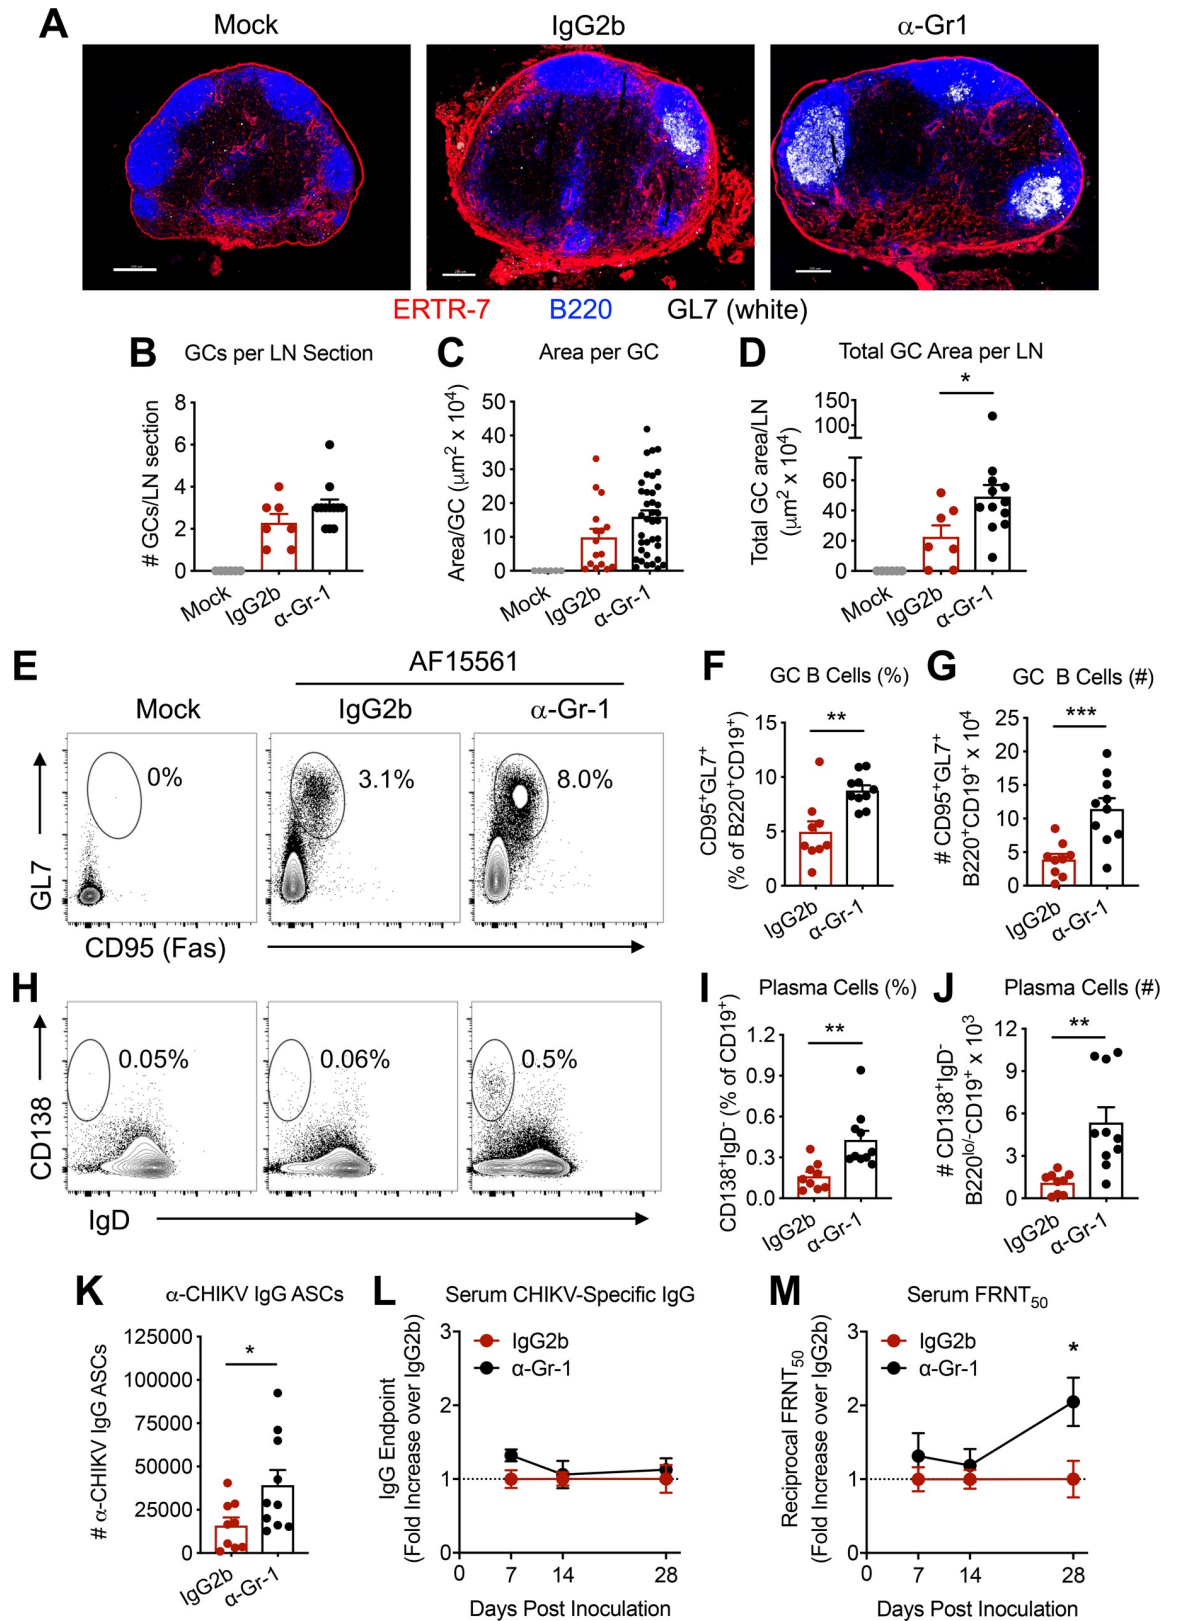 A
Mock
IgG2b
α-Gr1
ERTR-7 B220 GL7 (white)
B
GCs per LN Section
# GCs/LN section
8
6
4
2
0
Mock
IgG2b
α-Gr-1
C
Area per GC
Area/GC (μm² x 10⁴)
50
40
30
20
10
0
Mock
IgG2b
α-Gr-1
D
Total GC Area per LN
Total GC area/LN
(μm² x 10⁴)
150
100
60
40
20
0
*
Mock
IgG2b
α-Gr-1
E
AF15561
Mock
IgG2b
α-Gr-1
0%
3.1%
8.0%
GL7
CD95 (Fas)
F
GC B Cells (%)
CD95⁺GL7⁺
(% of B220⁺CD19⁺)
15
10
5
0
**
IgG2b
α-Gr-1
G
GC B Cells (#)
# CD95⁺GL7⁺
B220⁺CD19⁺ x 10⁴
25
20
15
10
5
0
***
IgG2b
α-Gr-1
H
0.05%
0.06%
0.5%
CD138
IgD
I
Plasma Cells (%)
CD138⁺IgD⁻ (% of CD19⁺)
1.2
0.9
0.6
0.3
0.0
**
IgG2b
α-Gr-1
J
Plasma Cells (#)
# CD138⁺IgD⁻
B220ˡᵒ/⁻CD19⁺ x 10³
12
9
6
3
0
**
IgG2b
α-Gr-1
K
α-CHIKV IgG ASCs
# α-CHIKV IgG ASCs
125000
100000
75000
50000
25000
0
*
IgG2b
α-Gr-1
L
Serum CHIKV-Specific IgG
IgG Endpoint
(Fold Increase over IgG2b)
3
2
1
0
IgG2b
α-Gr-1
0 7 14 28
Days Post Inoculation
M
Serum FRNT₅₀
Reciprocal FRNT₅₀
(Fold Increase over IgG2b)
3
2
1
0
IgG2b
α-Gr-1
*
0 7 14 28
Days Post Inoculation